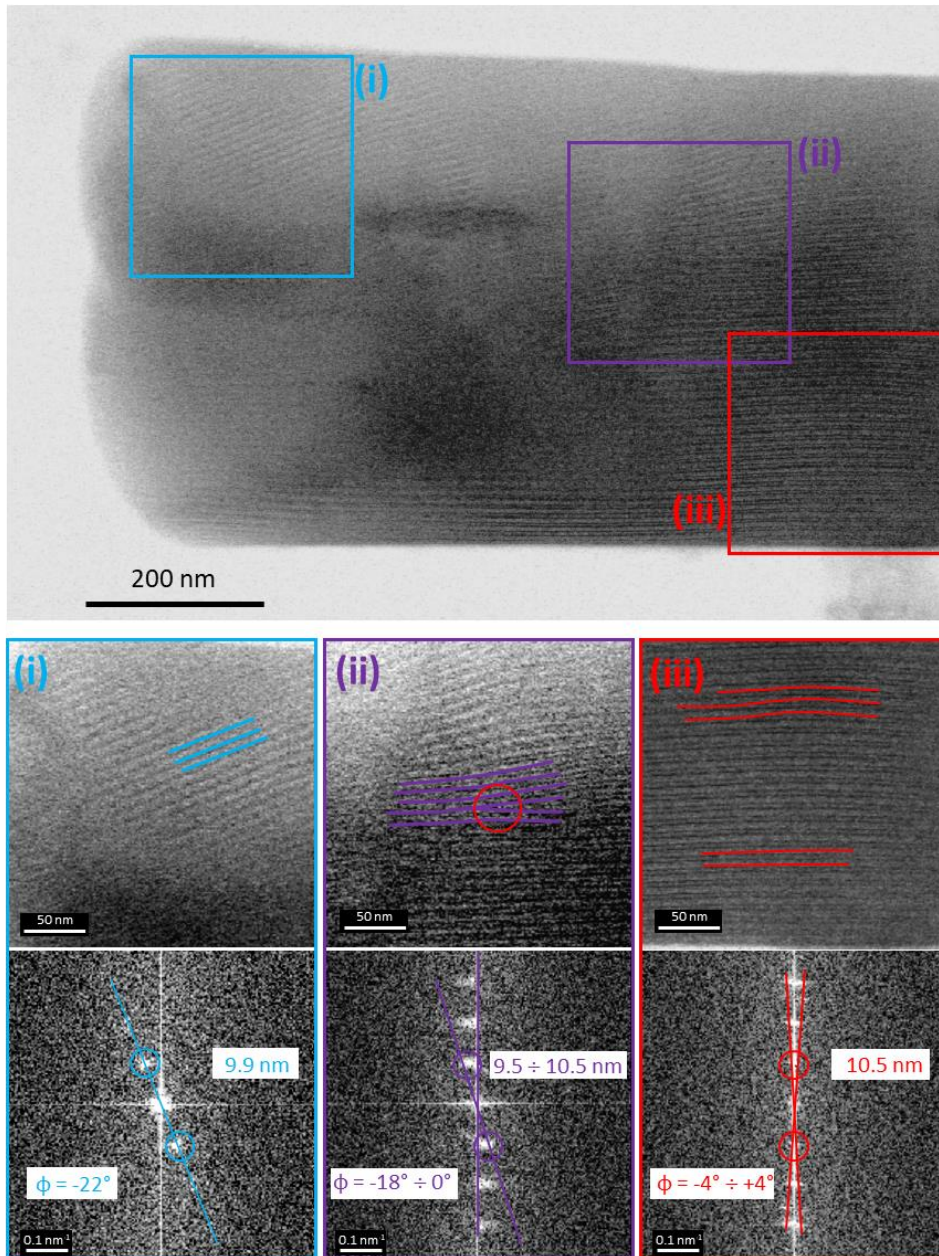 (i)
(ii)
(iii)
200 nm
(i)
(ii)
(iii)
50 nm
50 nm
50 nm
9.9 nm
9.5 ÷ 10.5 nm
10.5 nm
ϕ = -22°
ϕ = -18° ÷ 0°
ϕ = -4° ÷ +4°
0.1 nm⁻¹
0.1 nm⁻¹
0.1 nm⁻¹